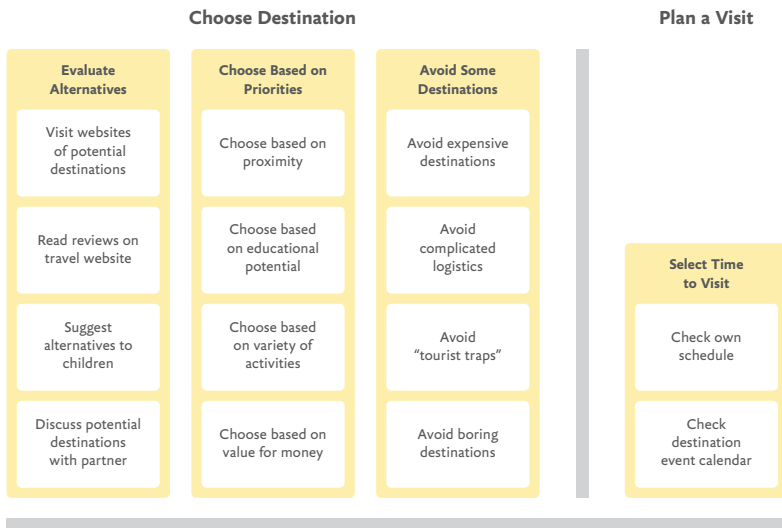 Choose Destination
Plan a Visit
Evaluate
Alternatives
Visit websites
of potential
destinations
Read reviews on
travel website
Suggest
alternatives to
children
Discuss potential
destinations
with partner
Choose Based on
Priorities
Choose based on
proximity
Choose based
on educational
potential
Choose based
on variety of
activities
Choose based on
value for money
Avoid Some
Destinations
Avoid expensive
destinations
Avoid
complicated
logistics
Avoid
“tourist traps”
Avoid boring
destinations
Select Time
to Visit
Check own
schedule
Check
destination
event calendar